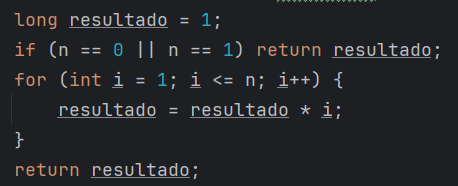 long resultado = 1;
if (n == 0 || n == 1) return resultado;
for (int i = 1; i <= n; i++) {
    resultado = resultado * i;
}
return resultado;